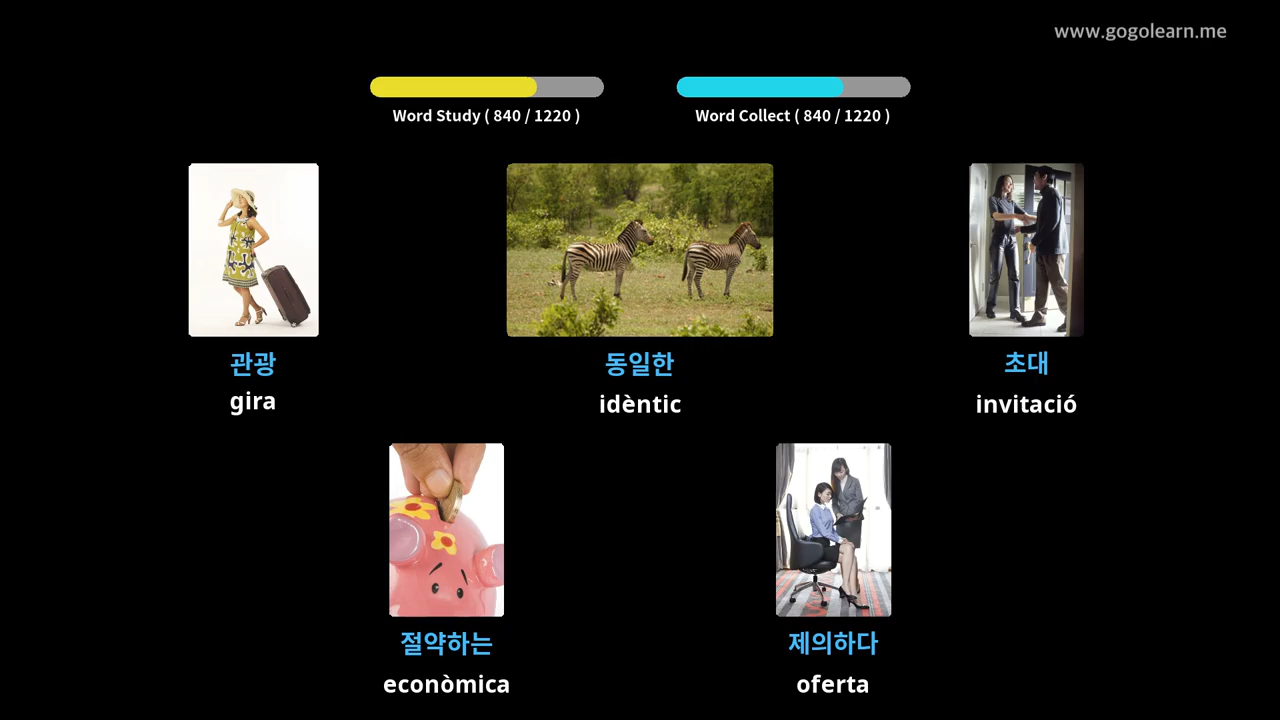 www.gogolearn.me
Word Study ( 840 / 1220 )
Word Collect ( 840 / 1220 )
관광
gira
동일한
idèntic
초대
invitació
절약하는
econòmica
제의하다
oferta